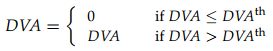 DVA = { 0 if DVA ≤ DVA^th
DVA if DVA > DVA^th